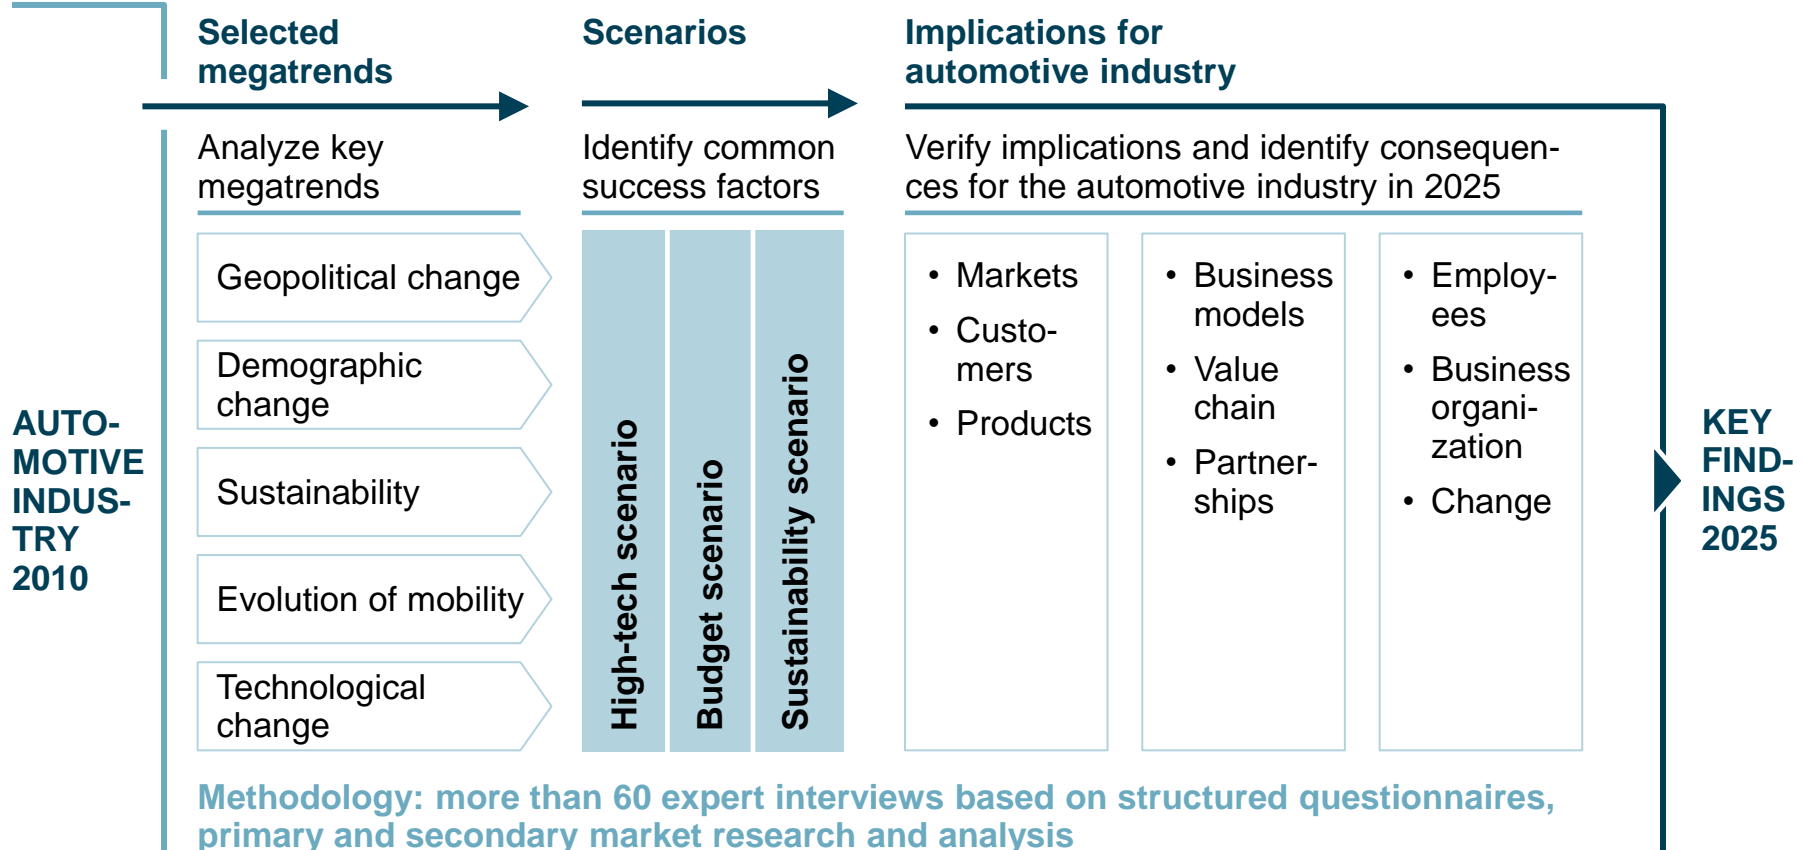 AUTO-
MOTIVE
INDUS-
TRY
2010
Selected
megatrends
Analyze key
megatrends
Geopolitical change
Demographic
change
Sustainability
Evolution of mobility
Technological
change
Scenarios
Identify common
success factors
High-tech scenario
Budget scenario
Sustainability scenario
Implications for
automotive industry
Verify implications and identify consequen-
ces for the automotive industry in 2025
• Markets
• Custo-
mers
• Products
• Business
models
• Value
chain
• Partner-
ships
• Employ-
ees
• Business
organi-
zation
• Change
KEY
FIND-
INGS
2025
Methodology: more than 60 expert interviews based on structured questionnaires,
primary and secondary market research and analysis